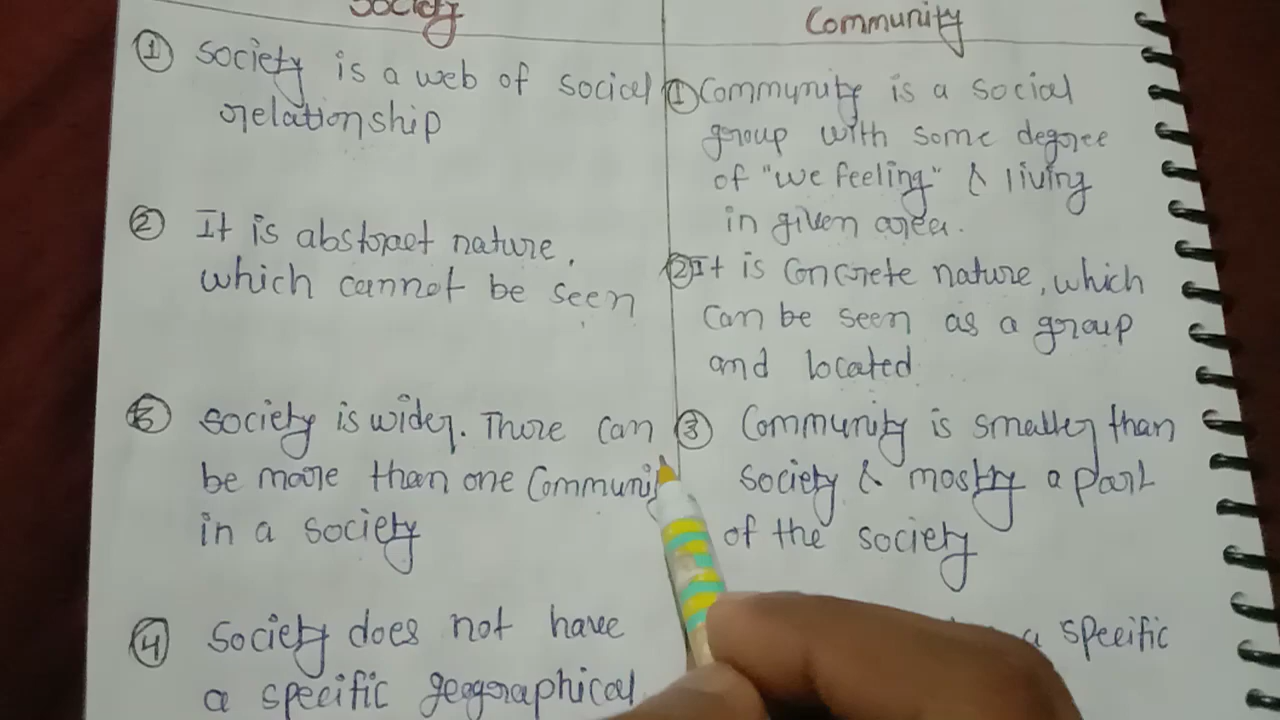 Society
① Society is a web of social
relationship
② It is abstract nature,
which cannot be seen
③ Society is wider. There can
be more than one Communi
in a society
④ Society does not have
a specific geographical
Community
① Community is a social
group with some degree
of "we feeling" & living
in given area.
② It is Concrete nature, which
can be seen as a group
and located
③ Community is smaller than
society & mostly a part
of the society
a specific